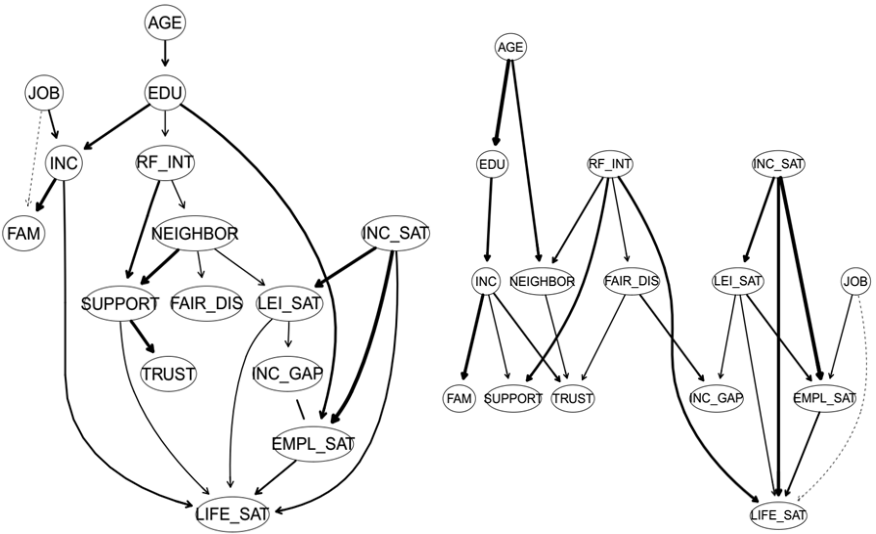 AGE
JOB
EDU
INC
RF_INT
FAM
NEIGHBOR
INC_SAT
SUPPORT
FAIR_DIS
LEI_SAT
TRUST
INC_GAP
EMPL_SAT
LIFE_SAT
AGE
EDU
RF_INT
INC_SAT
INC
NEIGHBOR
FAIR_DIS
LEI_SAT
JOB
FAM
SUPPORT
TRUST
INC_GAP
EMPL_SAT
LIFE_SAT